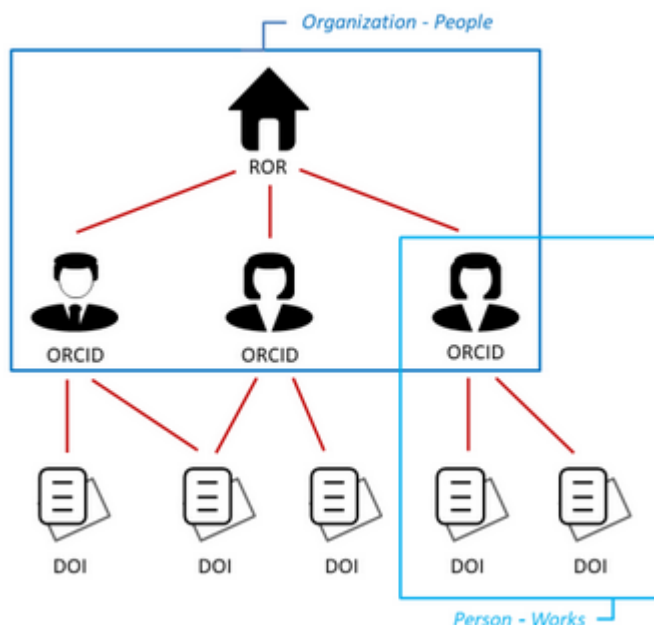 Organization - People
ROR
ORCID
ORCID
ORCID
DOI
DOI
DOI
DOI
DOI
Person - Works